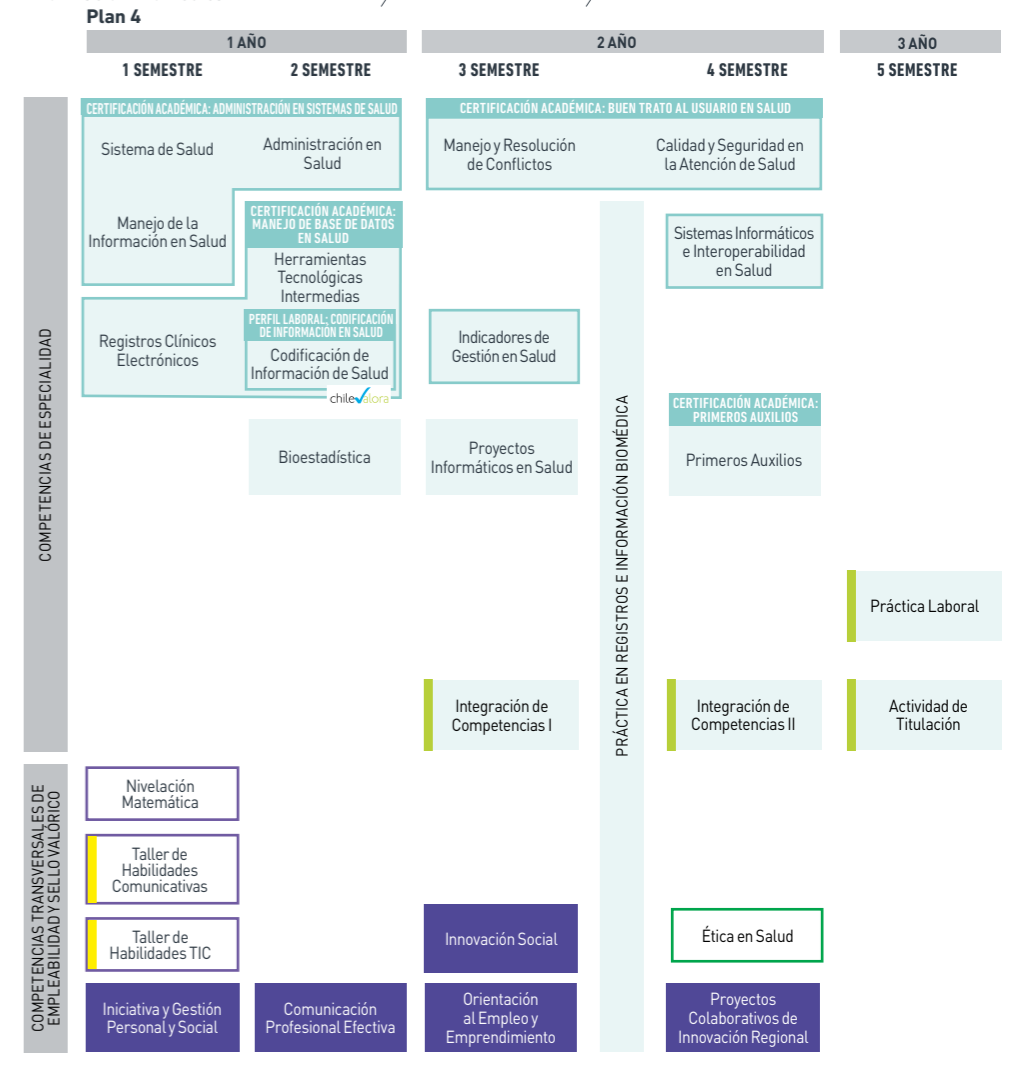 Plan 4
1 AÑO
2 AÑO
3 AÑO
1 SEMESTRE
2 SEMESTRE
3 SEMESTRE
4 SEMESTRE
5 SEMESTRE
COMPETENCIAS DE ESPECIALIDAD
CERTIFICACIÓN ACADÉMICA: ADMINISTRACIÓN EN SISTEMAS DE SALUD
Sistema de Salud
Administración en
Salud
CERTIFICACIÓN ACADÉMICA: BUEN TRATO AL USUARIO EN SALUD
Manejo y Resolución
de Conflictos
Calidad y Seguridad en
la Atención de Salud
Manejo de la
Información en Salud
CERTIFICACIÓN ACADÉMICA:
MANEJO DE BASE DE DATOS
EN SALUD
Herramientas
Tecnológicas
Intermedias
Sistemas Informáticos
e Interoperabilidad
en Salud
Registros Clínicos
Electrónicos
PERFIL LABORAL: CODIFICACIÓN
DE INFORMACIÓN EN SALUD
Codificación de
Información de Salud
chilevalora
Indicadores de
Gestión en Salud
Bioestadística
Proyectos
Informáticos en Salud
CERTIFICACIÓN ACADÉMICA:
PRIMEROS AUXILIOS
Primeros Auxilios
PRÁCTICA EN REGISTROS E INFORMACIÓN BIOMÉDICA
Práctica Laboral
Integración de
Competencias I
Integración de
Competencias II
Actividad de
Titulación
COMPETENCIAS TRANSVERSALES DE
EMPLEABILIDAD Y SELLO VALÓRICO
Nivelación
Matemática
Taller de
Habilidades
Comunicativas
Taller de
Habilidades TIC
Innovación Social
Ética en Salud
Iniciativa y Gestión
Personal y Social
Comunicación
Profesional Efectiva
Orientación
al Empleo y
Emprendimiento
Proyectos
Colaborativos de
Innovación Regional